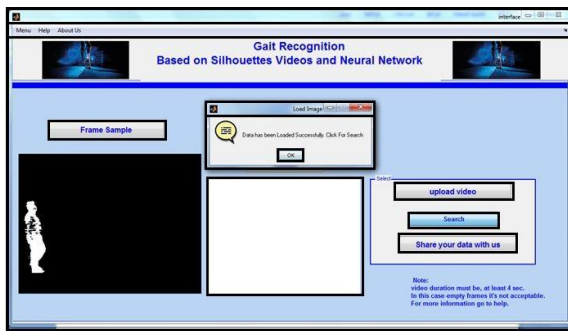 interface
Menu Help About Us
Gait Recognition
Based on Silhouettes Videos and Neural Network
Load Image
Frame Sample
Data has been Loaded Successfully. Click For Search
OK
Select
upload video
Search
Share your data with us
Note:
video duration must be, at least 4 sec.
In this case empty frames it's not acceptable.
For more information go to help.